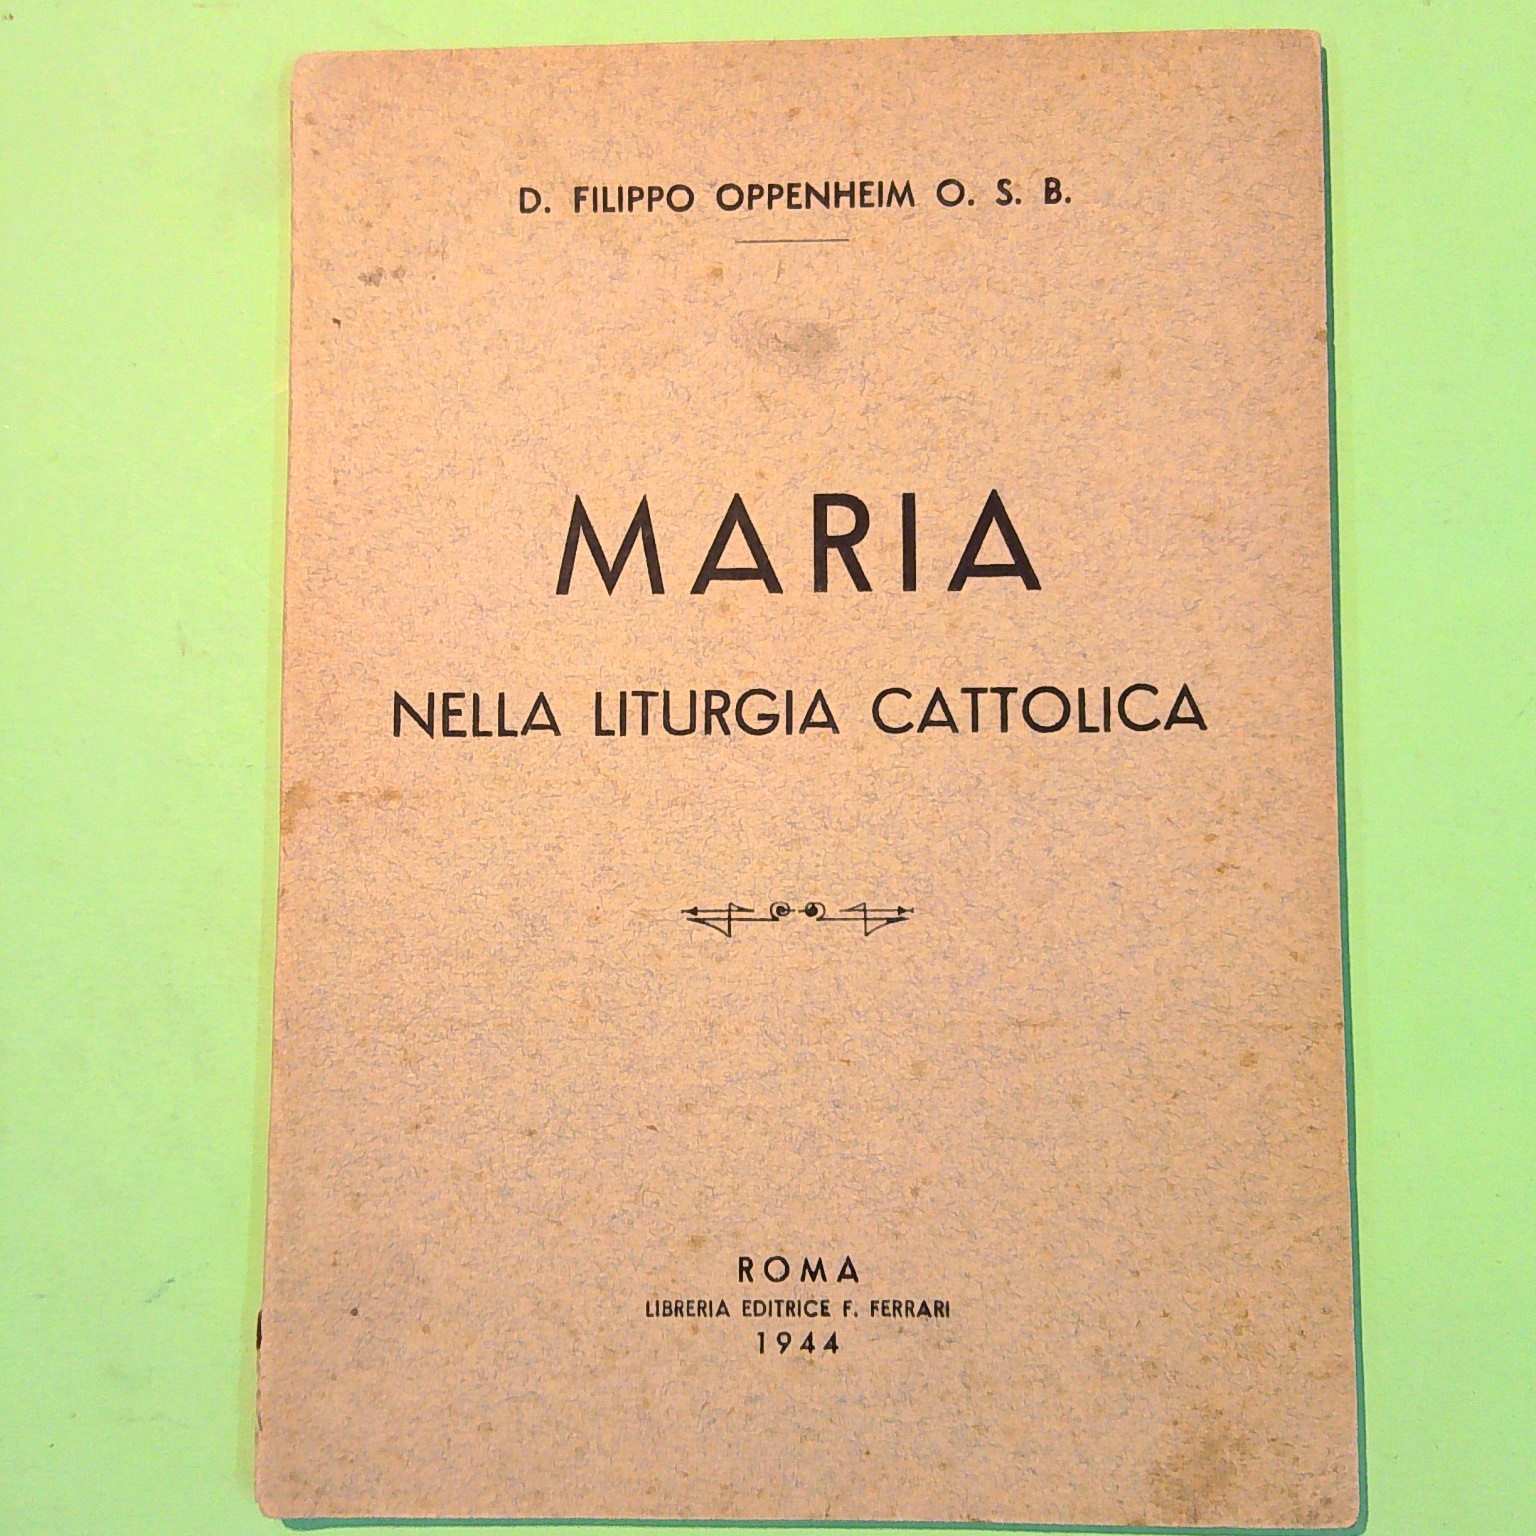 D. FILIPPO OPPENHEIM O. S. B.
MARIA
NELLA LITURGIA CATTOLICA
ROMA
LIBRERIA EDITRICE F. FERRARI
1944